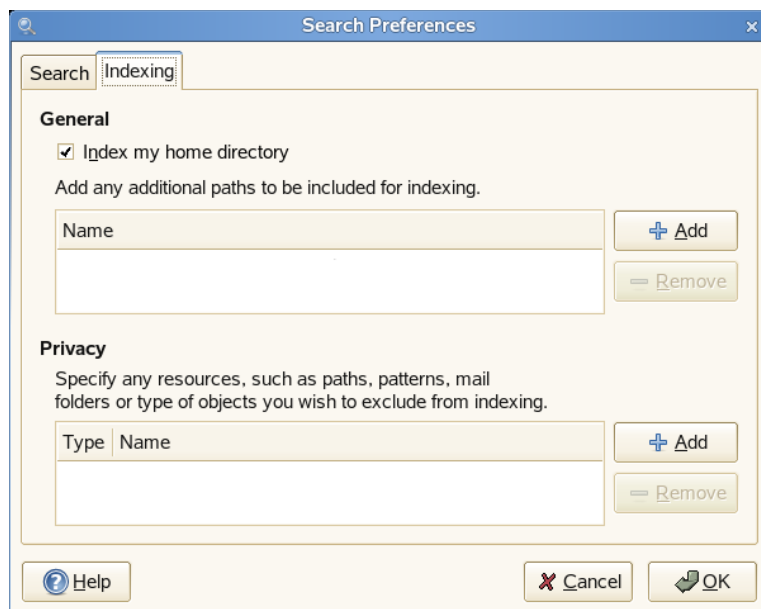 Search Preferences
Search Indexing
General
Index my home directory
Add any additional paths to be included for indexing.
Name
Add
Remove
Privacy
Specify any resources, such as paths, patterns, mail
folders or type of objects you wish to exclude from indexing.
Type Name
Add
Remove
Help Cancel OK